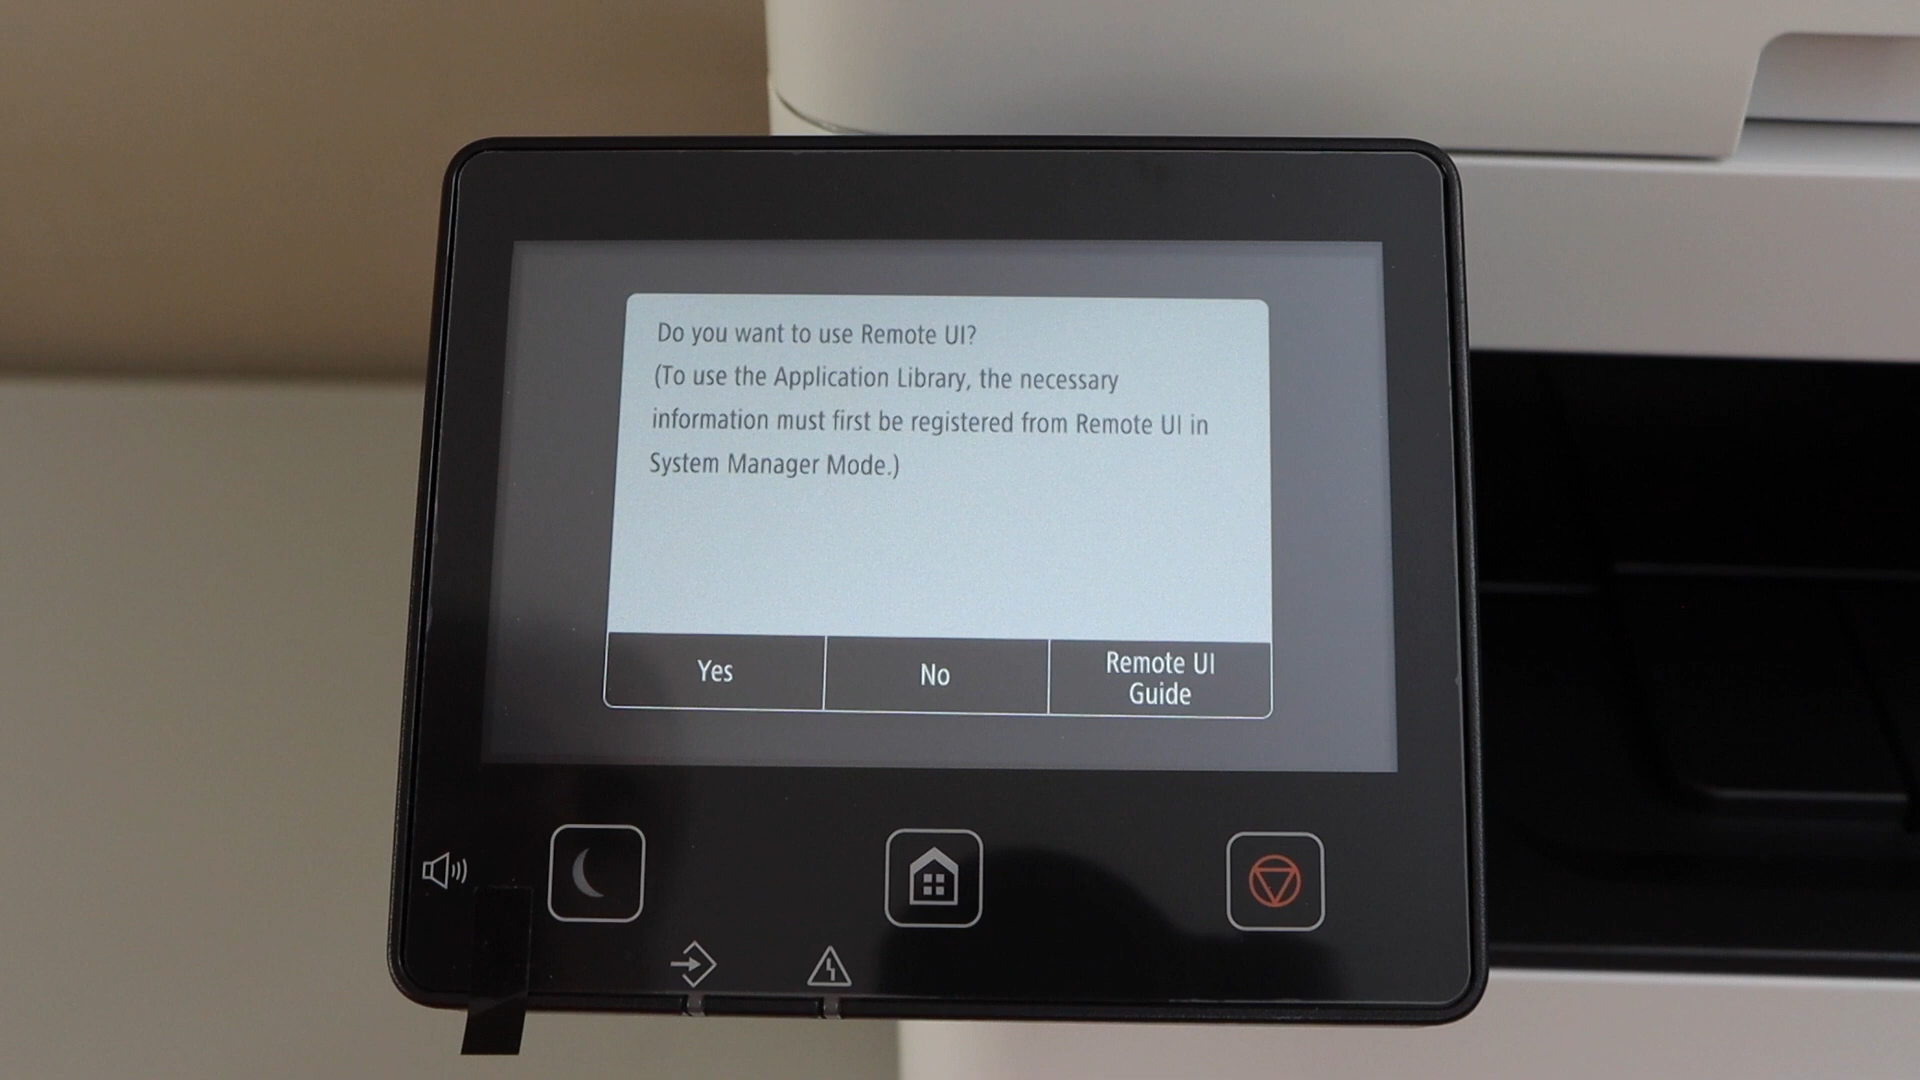 Do you want to use Remote UI?
(To use the Application Library, the necessary
information must first be registered from Remote UI in
System Manager Mode.)
Yes
No
Remote UI
Guide